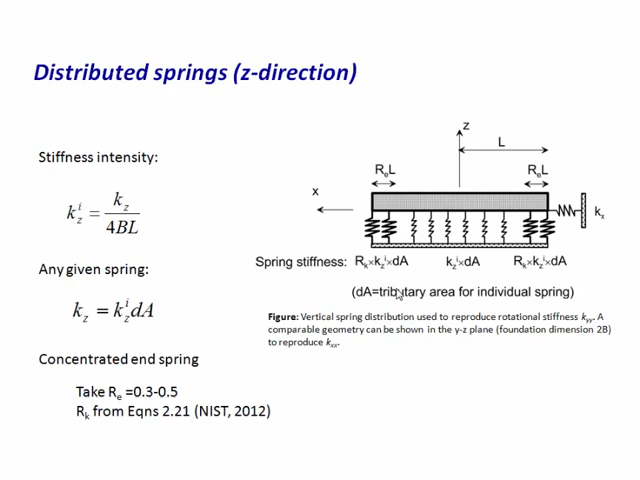 Distributed springs (z-direction)
Stiffness intensity:
k_z^i = k_z / 4BL
Any given spring:
k_z = k_z^i dA
Concentrated end spring
Take R_e =0.3-0.5
R_k from Eqns 2.21 (NIST, 2012)
z
L
R_eL
R_eL
x
k_x
Spring stiffness: R_k×k_z^i×dA k_z^i×dA R_k×k_z^i×dA
(dA=tributary area for individual spring)
Figure: Vertical spring distribution used to reproduce rotational stiffness k_yy. A
comparable geometry can be shown in the y-z plane (foundation dimension 2B)
to reproduce k_xx.